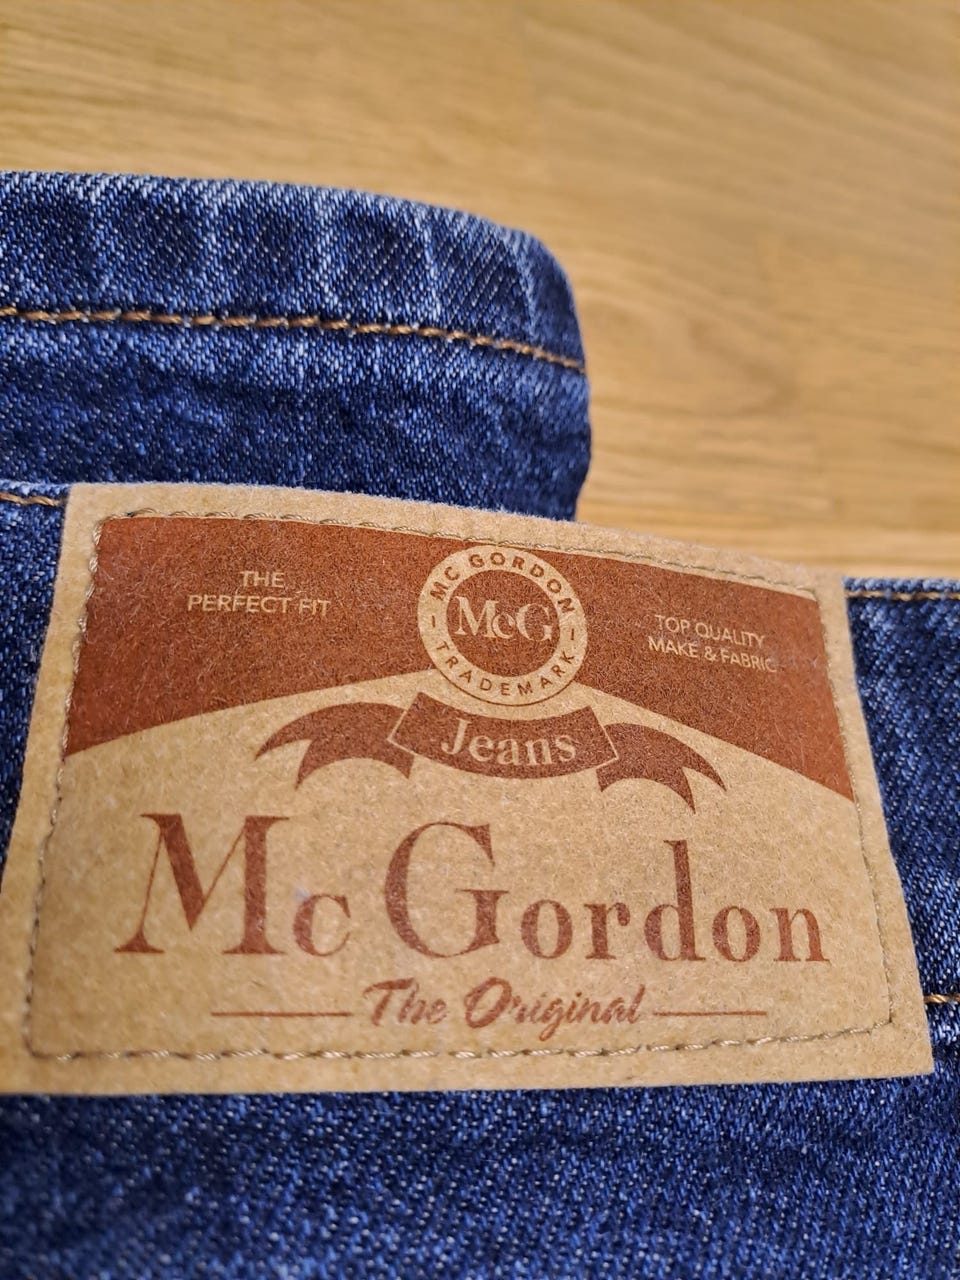 THE
PERFECT FIT
MC GORDON
McG
TRADEMARK
TOP QUALITY
MAKE & FABRIC
Jeans
Mc Gordon
The Original